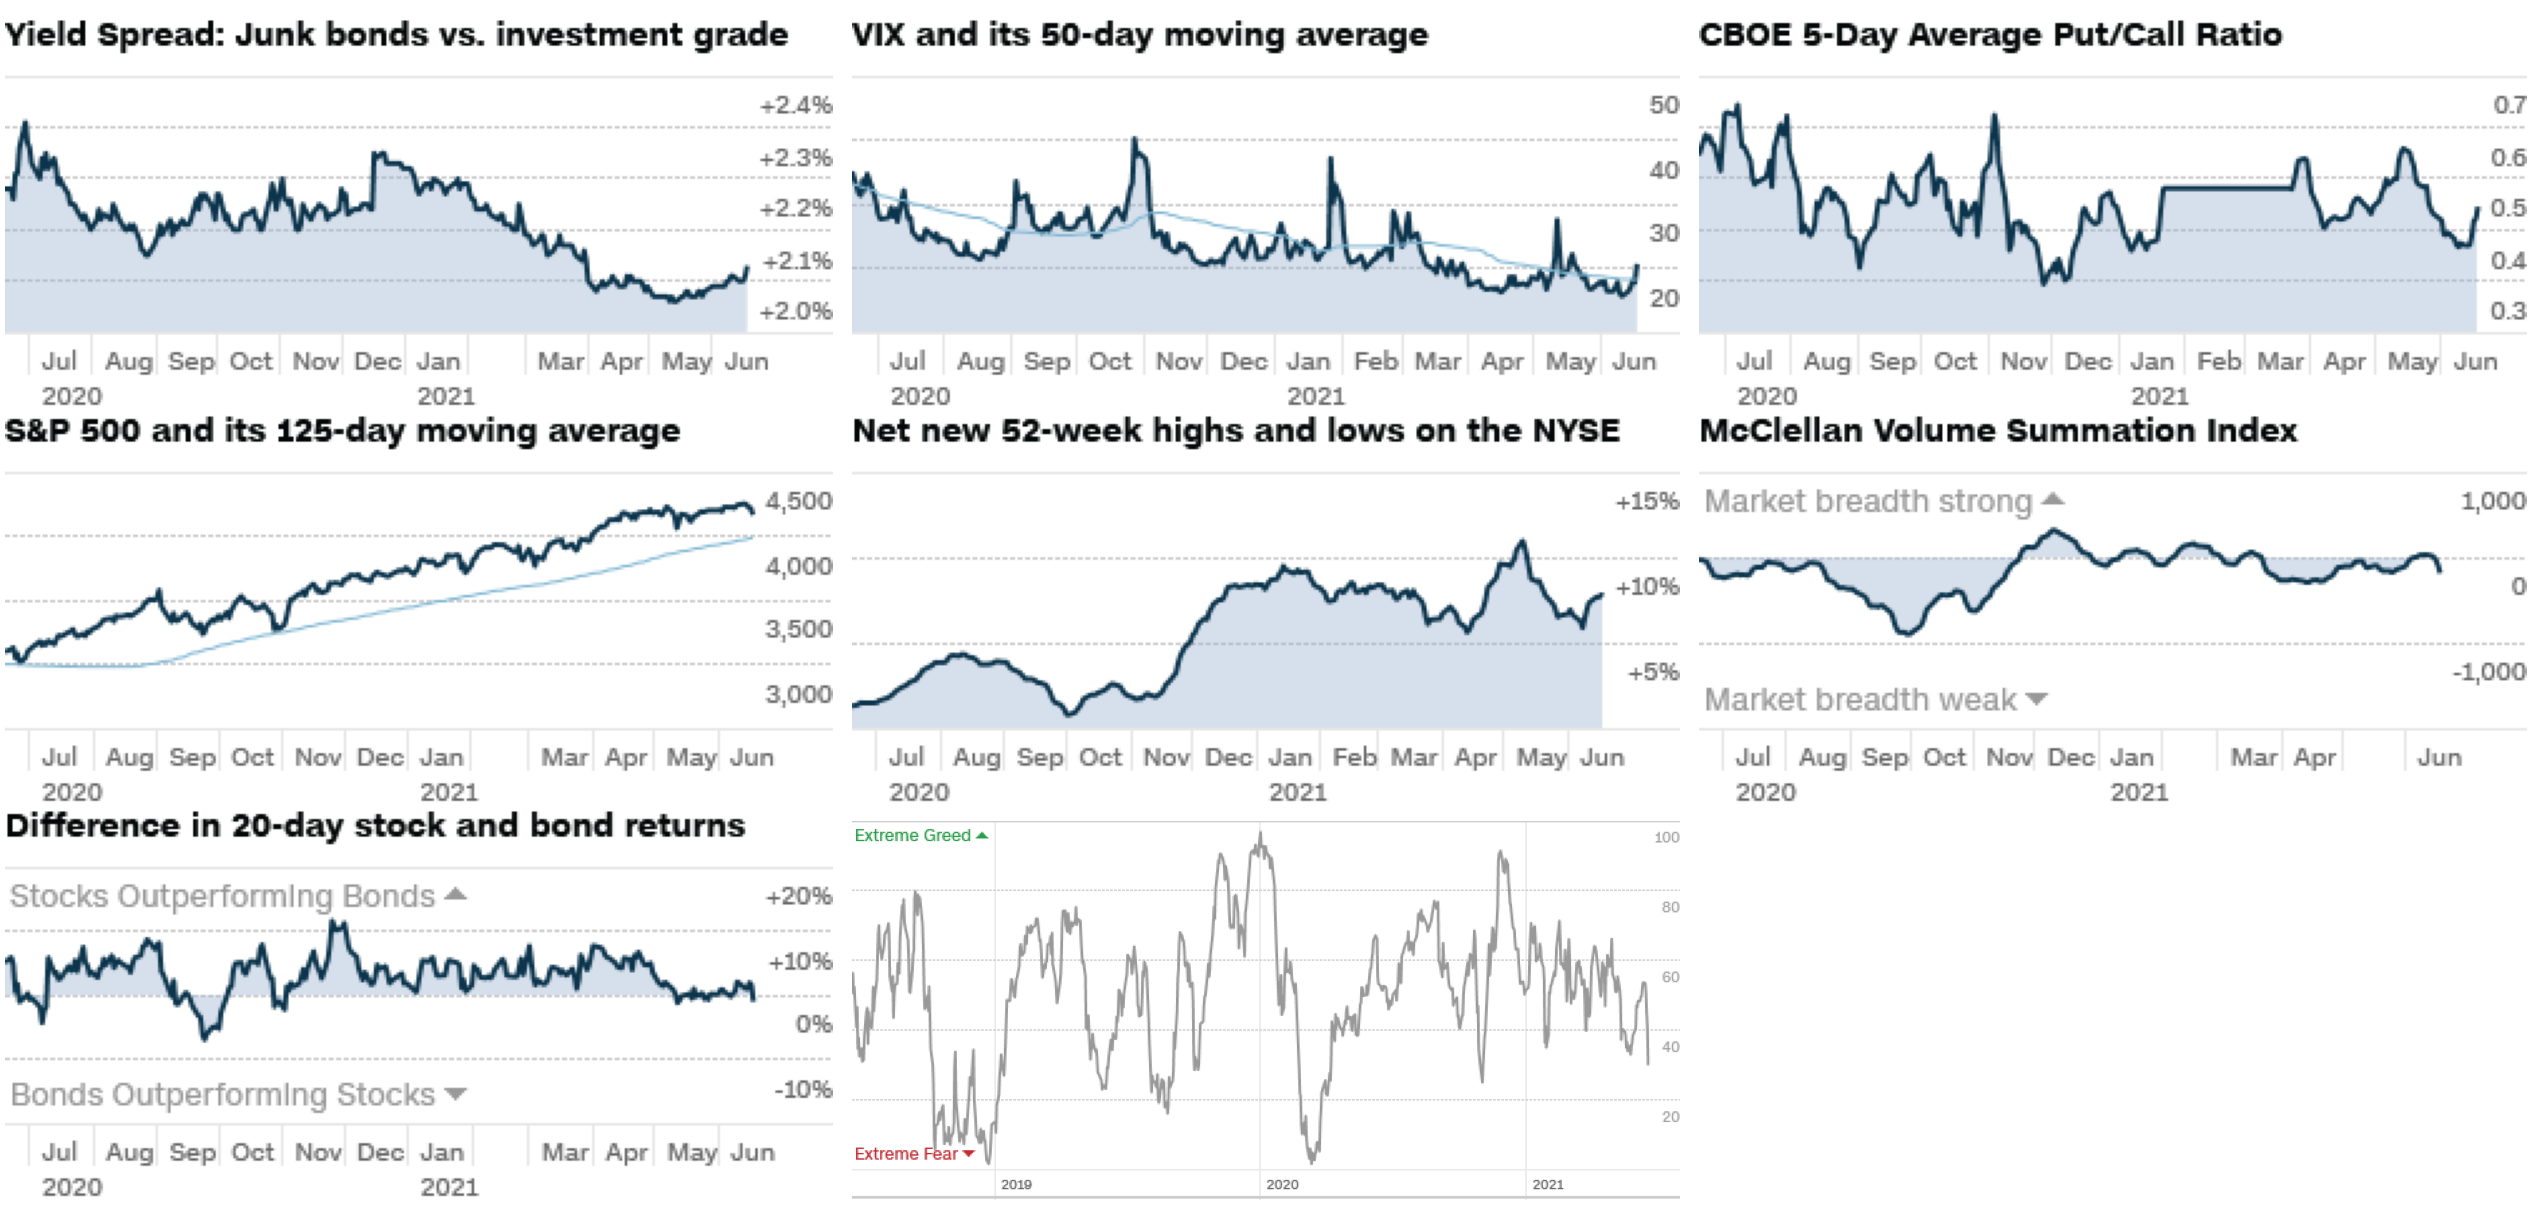 Yield Spread: Junk bonds vs. investment grade
+2.4%
+2.3%
+2.2%
+2.1%
+2.0%
Jul Aug Sep Oct Nov Dec Jan Mar Apr May Jun
2020 2021
VIX and its 50-day moving average
50
40
30
20
Jul Aug Sep Oct Nov Dec Jan Feb Mar Apr May Jun
2020 2021
CBOE 5-Day Average Put/Call Ratio
0.7
0.6
0.5
0.4
0.3
Jul Aug Sep Oct Nov Dec Jan Feb Mar Apr May Jun
2020 2021
S&P 500 and its 125-day moving average
4,500
4,000
3,500
3,000
Jul Aug Sep Oct Nov Dec Jan Mar Apr May Jun
2020 2021
Net new 52-week highs and lows on the NYSE
+15%
+10%
+5%
Jul Aug Sep Oct Nov Dec Jan Feb Mar Apr May Jun
2020 2021
McClellan Volume Summation Index
Market breadth strong ▲
1,000
0
-1,000
Market breadth weak ▼
Jul Aug Sep Oct Nov Dec Jan Mar Apr Jun
2020 2021
Difference in 20-day stock and bond returns
Stocks Outperforming Bonds ▲
+20%
+10%
0%
-10%
Bonds Outperforming Stocks ▼
Jul Aug Sep Oct Nov Dec Jan Mar Apr May Jun
2020 2021
Extreme Greed ▲
100
80
60
40
20
Extreme Fear ▼
2019 2020 2021